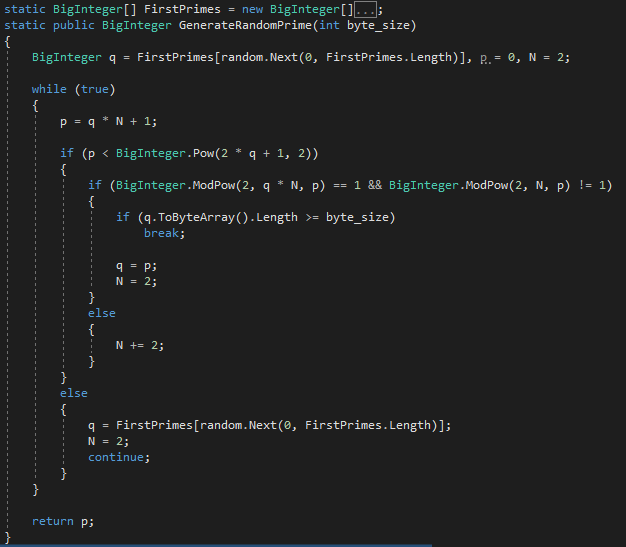 static BigInteger[] FirstPrimes = new BigInteger[]...;
static public BigInteger GenerateRandomPrime(int byte_size)
{
    BigInteger q = FirstPrimes[random.Next(0, FirstPrimes.Length)], p = 0, N = 2;

    while (true)
    {
        p = q * N + 1;

        if (p < BigInteger.Pow(2 * q + 1, 2))
        {
            if (BigInteger.ModPow(2, q * N, p) == 1 && BigInteger.ModPow(2, N, p) != 1)
            {
                if (q.ToByteArray().Length >= byte_size)
                    break;

                q = p;
                N = 2;
            }
            else
            {
                N += 2;
            }
        }
        else
        {
            q = FirstPrimes[random.Next(0, FirstPrimes.Length)];
            N = 2;
            continue;
        }
    }

    return p;
}